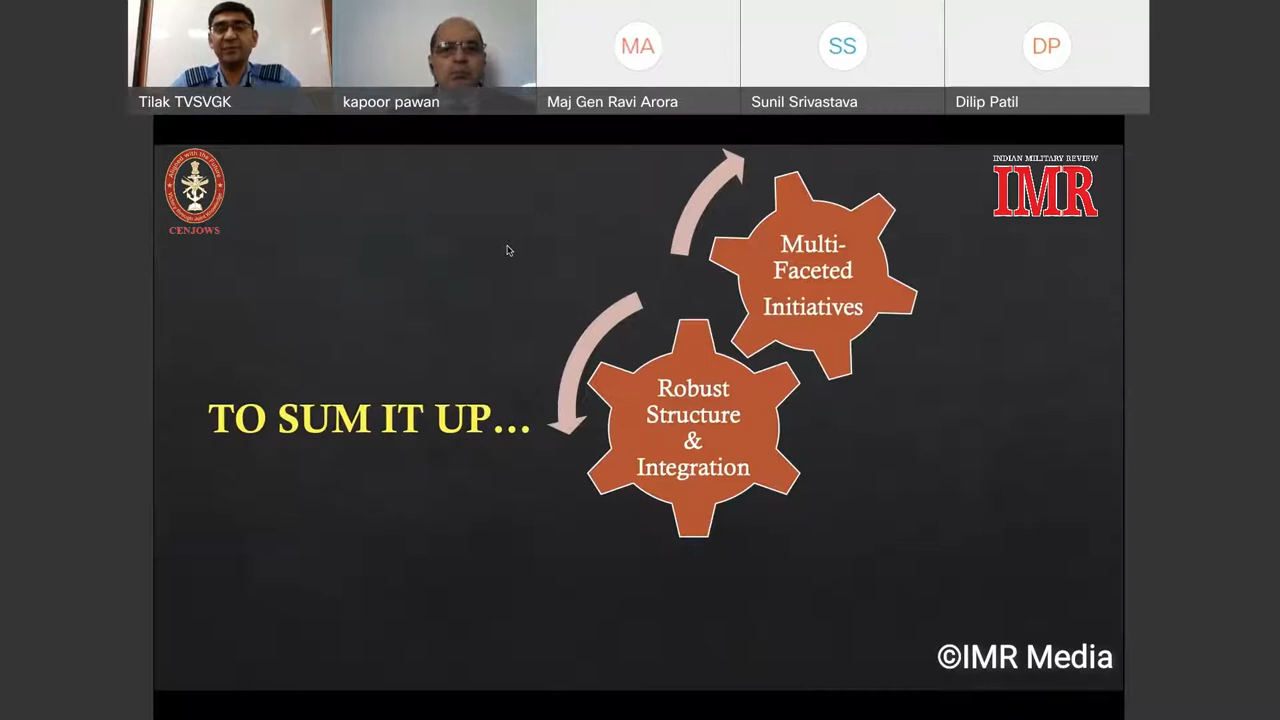 Tilak TVSVGK
kapoor pawan
MA
Maj Gen Ravi Arora
SS
Sunil Srivastava
DP
Dilip Patil
CENJOWS
INDIAN MILITARY REVIEW
IMR
Multi-
Faceted
Initiatives
Robust
Structure
&
Integration
TO SUM IT UP...
©IMR Media